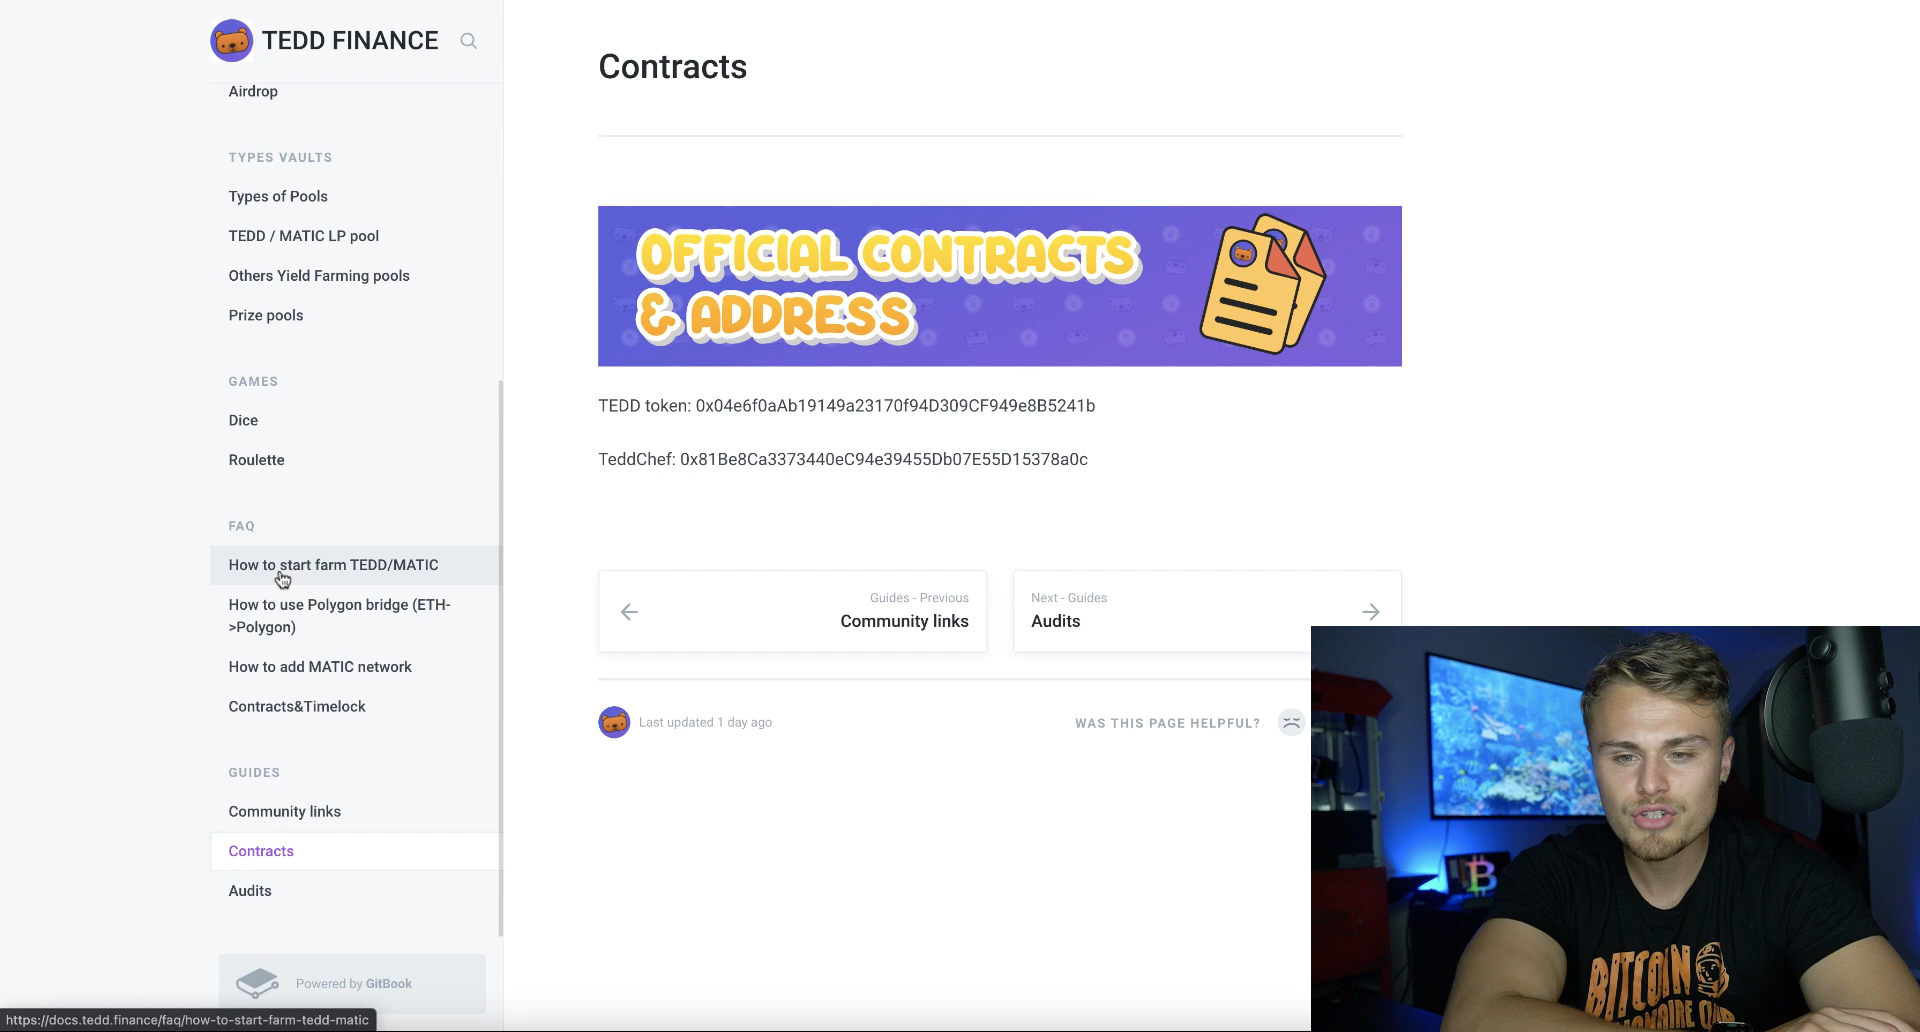 TEDD FINANCE
Airdrop
TYPES VAULTS
Types of Pools
TEDD / MATIC LP pool
Others Yield Farming pools
Prize pools
GAMES
Dice
Roulette
FAQ
How to start farm TEDD/MATIC
How to use Polygon bridge (ETH-
>Polygon)
How to add MATIC network
Contracts&Timelock
GUIDES
Community links
Contracts
Audits
Powered by GitBook
https://docs.tedd.finance/faq/how-to-start-farm-tedd-matic
Contracts
OFFICIAL CONTRACTS
& ADDRESS
TEDD token: 0x04e6f0aAb19149a23170f94D309CF949e8B5241b
TeddChef: 0x81Be8Ca3373440eC94e39455Db07E55D15378a0c
Guides - Previous
Community links
Next - Guides
Audits
Last updated 1 day ago
WAS THIS PAGE HELPFUL?
BITCOIN